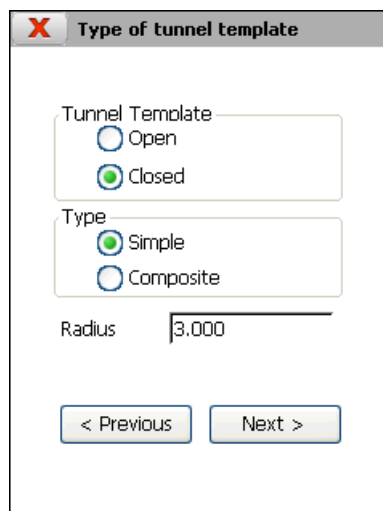 Type of tunnel template
Tunnel Template
Open
Closed
Type
Simple
Composite
Radius 3.000
< Previous Next >